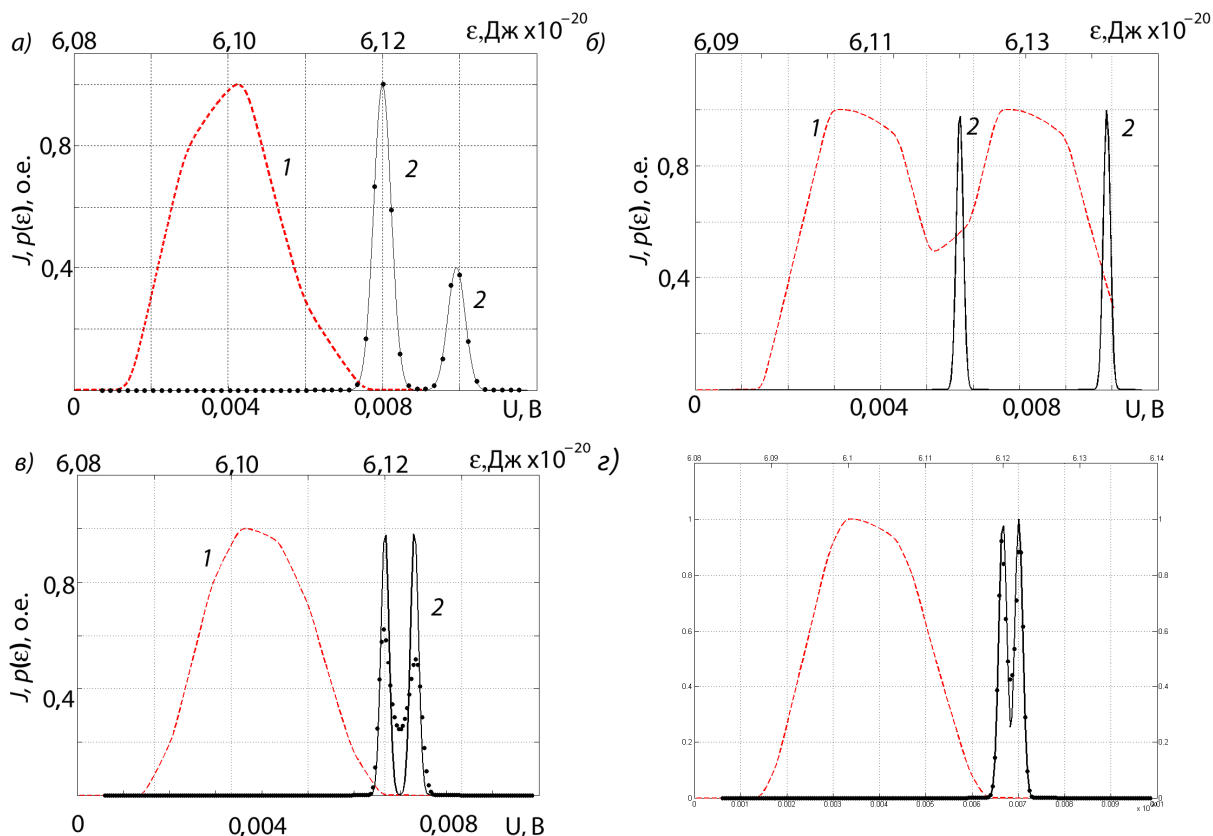 а)
6,08 6,10 6,12 ε,Дж x10⁻²⁰
J, p(ε), о.е.
0,8
0,4
1
2
2
0 0,004 0,008 U, В
б)
6,09 6,11 6,13 ε,Дж x10⁻²⁰
J, p(ε), о.е.
0,8
0,4
1
2
2
0 0,004 0,008 U, В
в)
6,08 6,10 6,12 ε,Дж x10⁻²⁰
J, p(ε), о.е.
0,8
0,4
1
2
0 0,004 0,008 U, В
г)
6.08 6.09 6.1 6.11 6.12 6.13 6.14
1 1
0.8 0.8
0.6 0.6
0.4 0.4
0.2 0.2
0 0
0 0.001 0.002 0.003 0.004 0.005 0.006 0.007 0.008 0.009